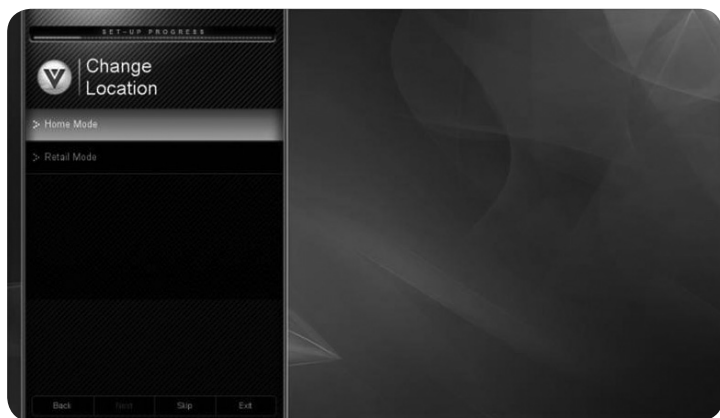 SET-UP PROGRESS
V
Change
Location
Home Mode
Retail Mode
Back Next Skip Exit